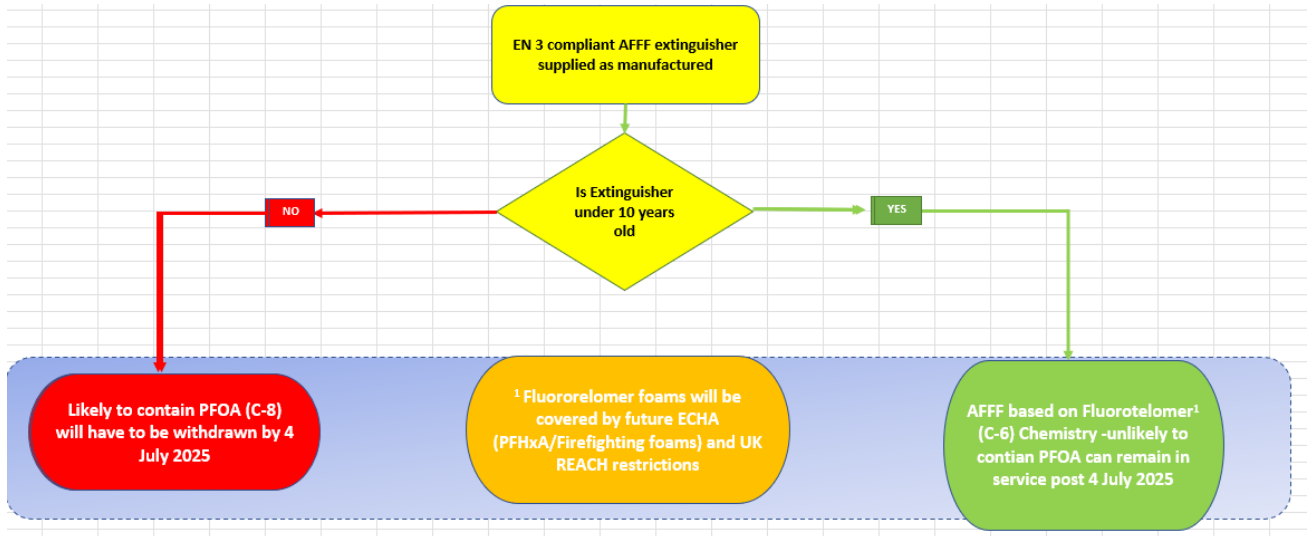 EN 3 compliant AFFF extinguisher
supplied as manufactured
Is Extinguisher
under 10 years
old
NO
YES
Likely to contain PFOA (C-8)
will have to be withdrawn by 4
July 2025
¹ Fluororelomer foams will be
covered by future ECHA
(PFHxA/Firefighting foams) and UK
REACH restrictions
AFFF based on Fluorotelomer¹
(C-6) Chemistry -unlikely to
contian PFOA can remain in
service post 4 July 2025